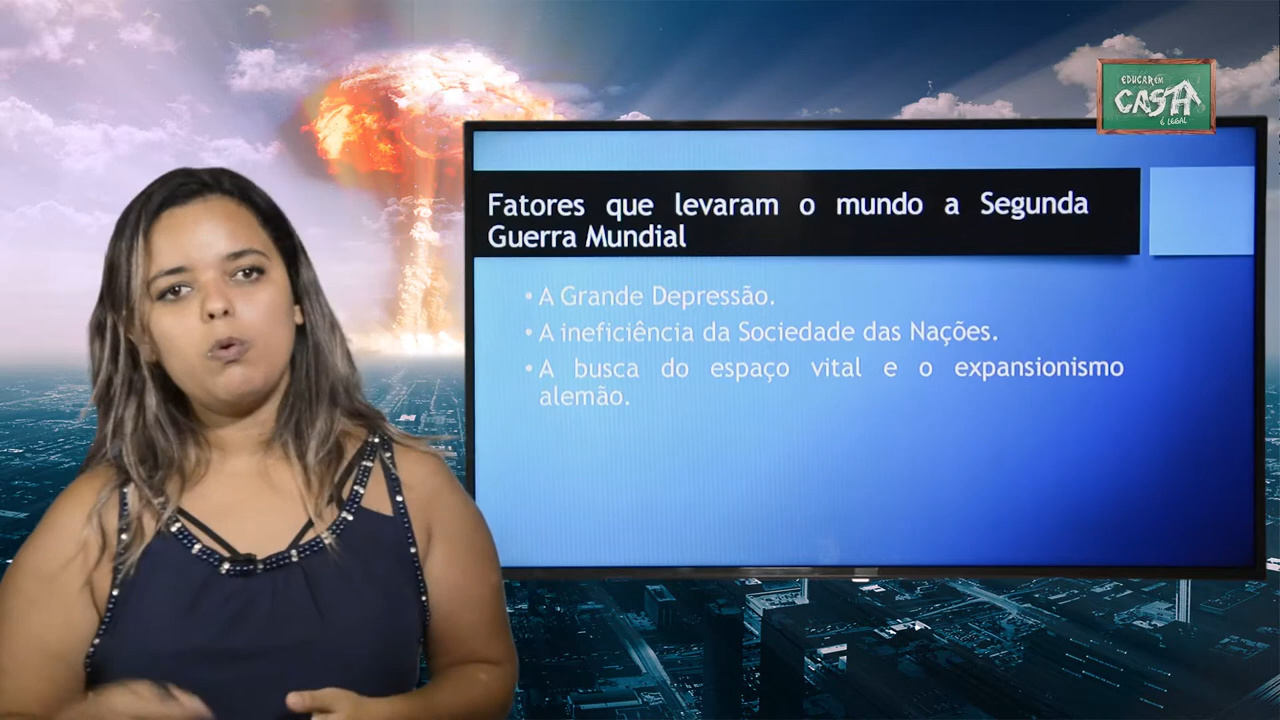 EDUCAR EM
CASA
É LEGAL
Fatores que levaram o mundo a Segunda
Guerra Mundial
• A Grande Depressão.
• A ineficiência da Sociedade das Nações.
• A busca do espaço vital e o expansionismo
alemão.